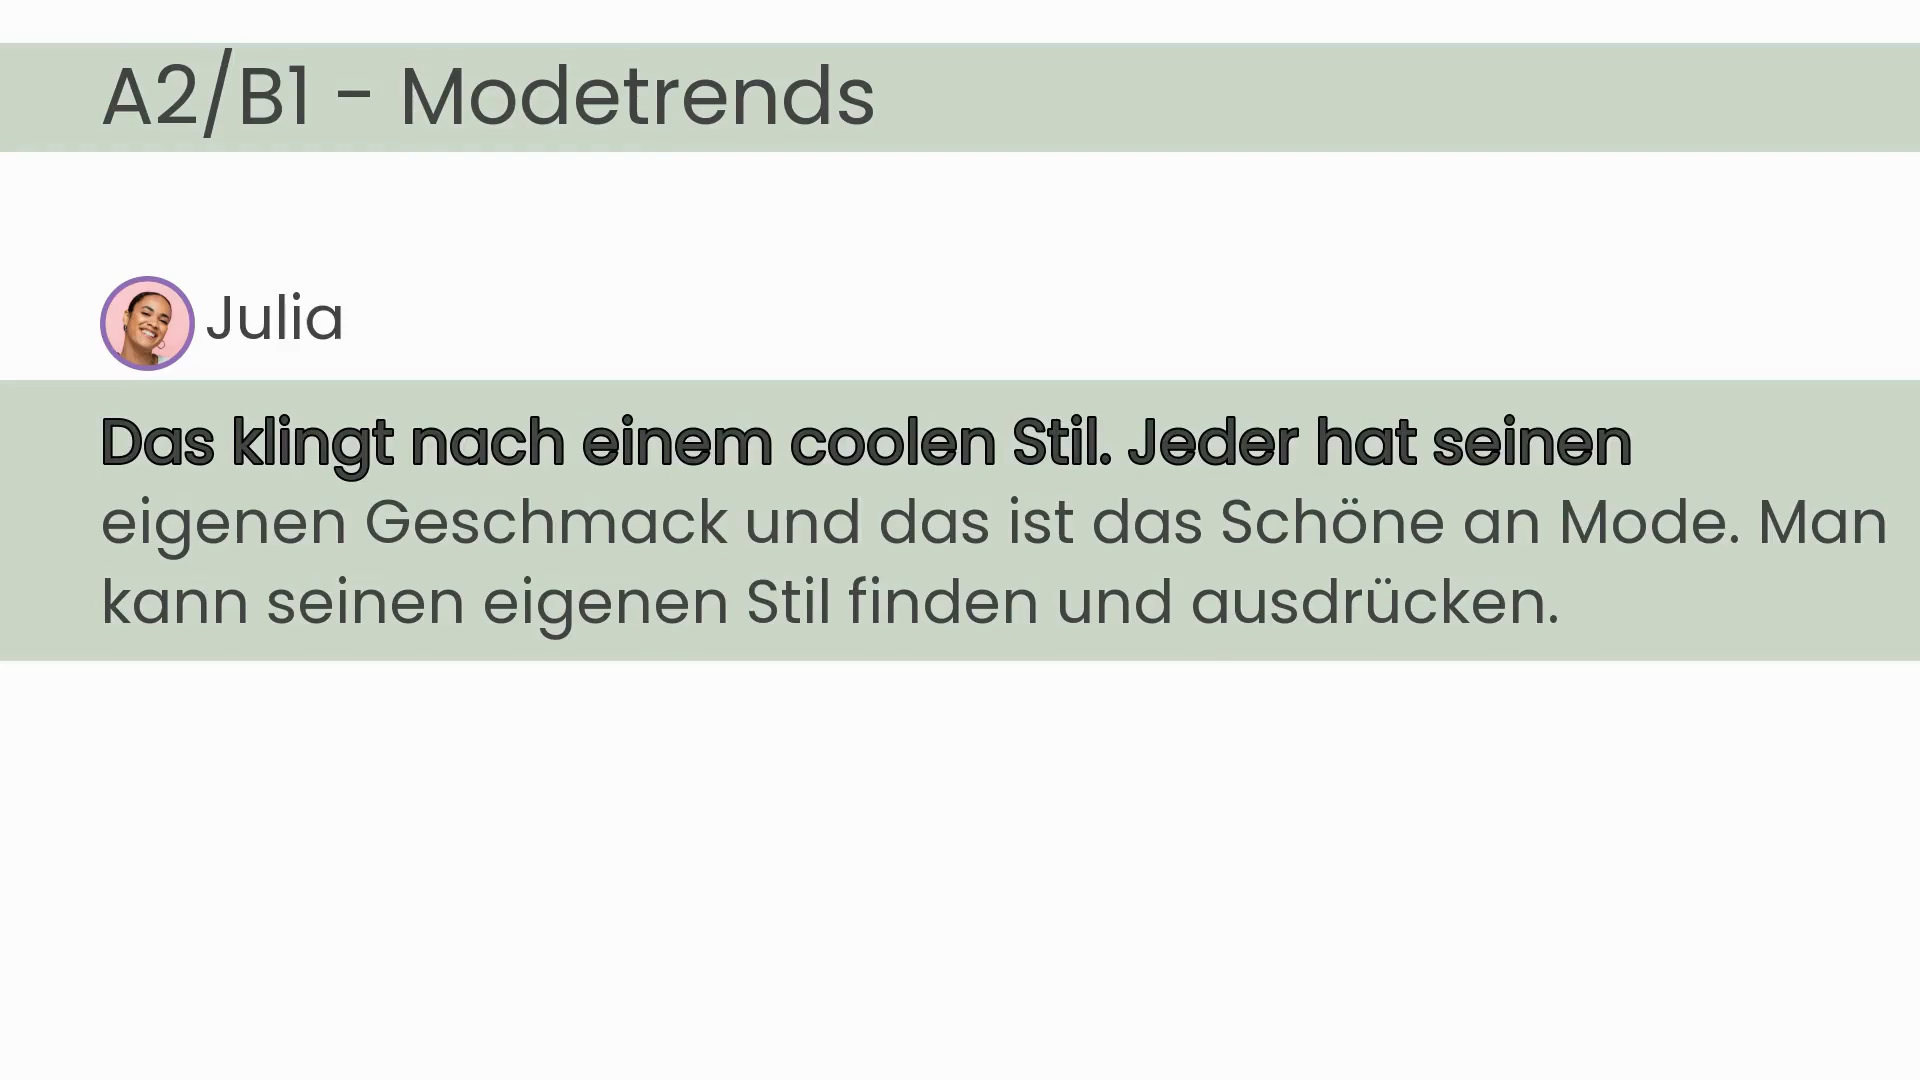 A2/B1 - Modetrends
Julia
Das klingt nach einem coolen Stil. Jeder hat seinen
eigenen Geschmack und das ist das Schöne an Mode. Man
kann seinen eigenen Stil finden und ausdrücken.